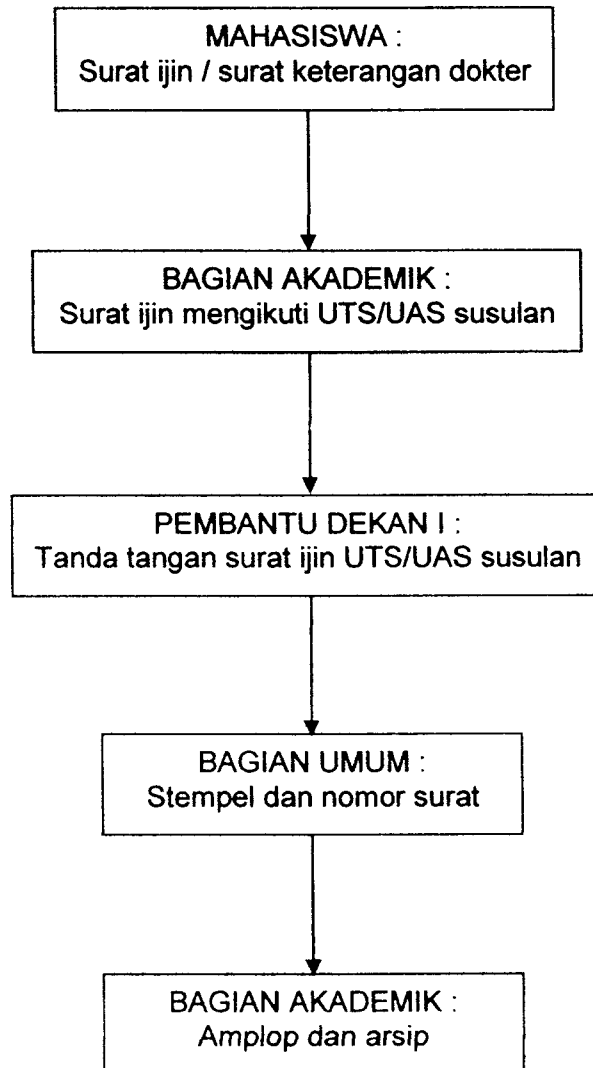 MAHASISWA :
Surat ijin / surat keterangan dokter
BAGIAN AKADEMIK :
Surat ijin mengikuti UTS/UAS susulan
PEMBANTU DEKAN I :
Tanda tangan surat ijin UTS/UAS susulan
BAGIAN UMUM :
Stempel dan nomor surat
BAGIAN AKADEMIK :
Amplop dan arsip